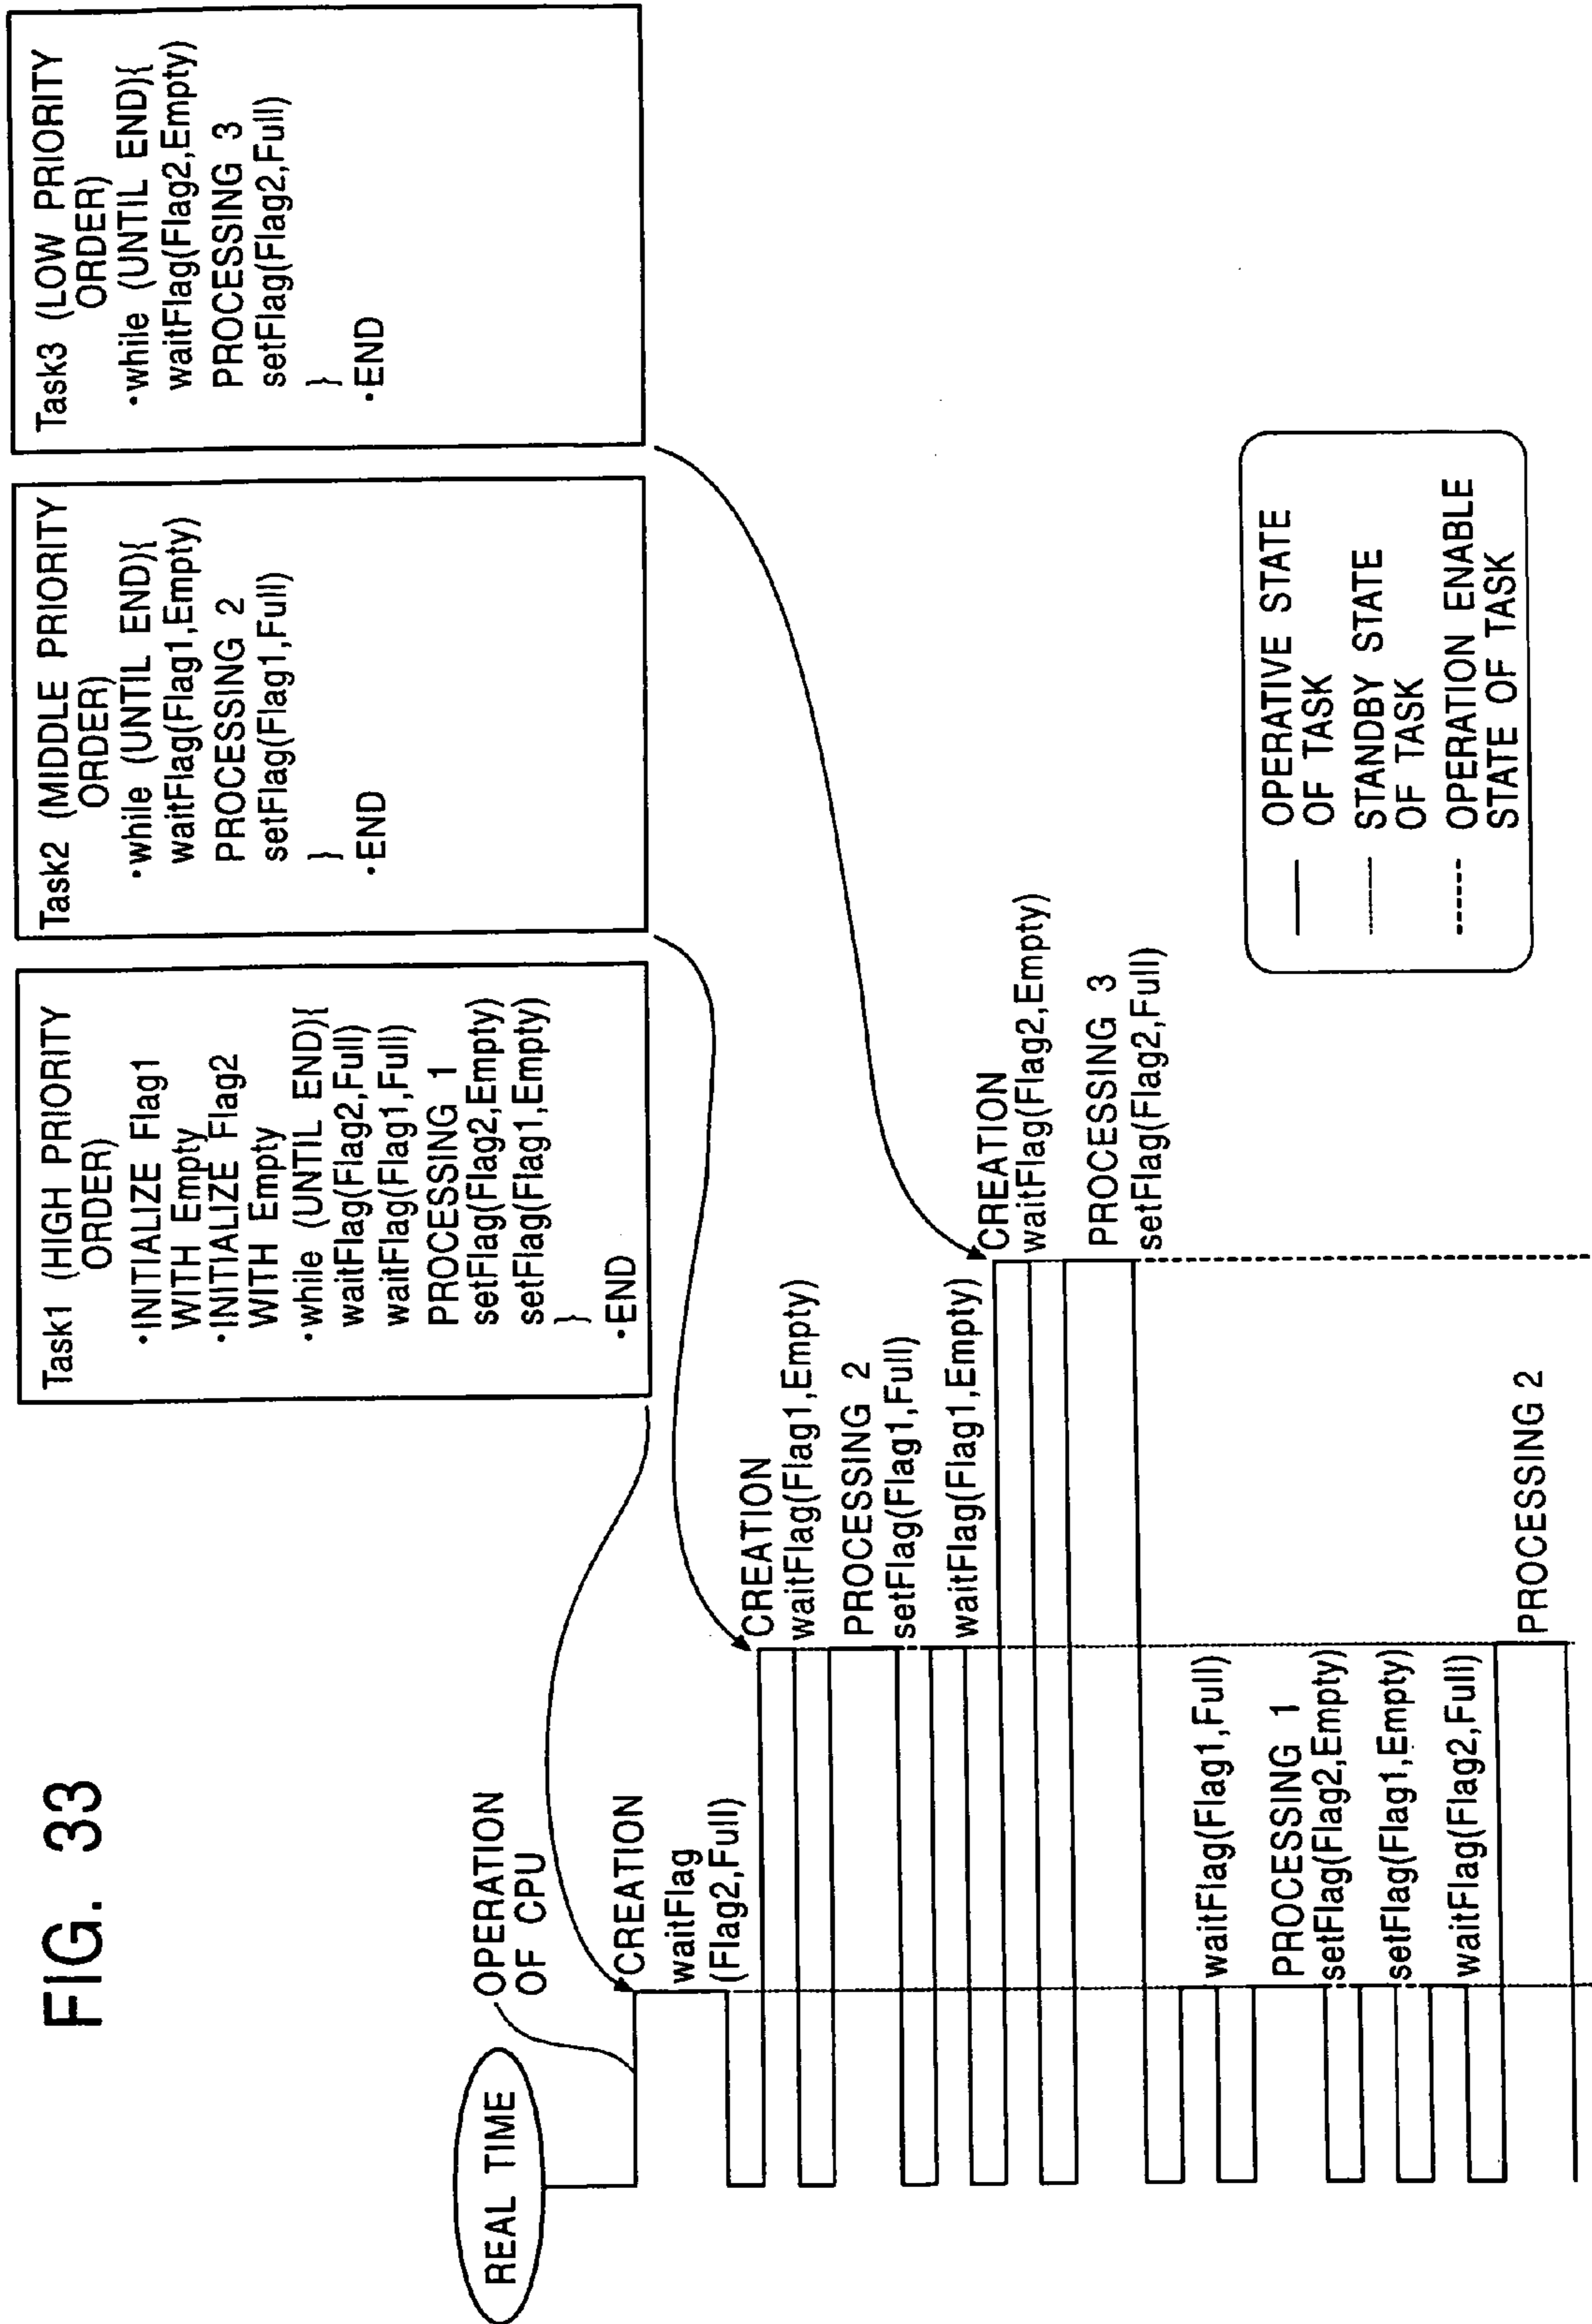 FIG. 33
REAL TIME
OPERATION
OF CPU
Task1 (HIGH PRIORITY
ORDER)
•INITIALIZE Flag1
WITH Empty
•INITIALIZE Flag2
WITH Empty
•while (UNTIL END){
waitFlag(Flag2,Full)
waitFlag(Flag1,Full)
PROCESSING 1
setFlag(Flag2,Empty)
setFlag(Flag1,Empty)
}
•END
Task2 (MIDDLE PRIORITY
ORDER)
•while (UNTIL END){
waitFlag(Flag1,Empty)
PROCESSING 2
setFlag(Flag1,Full)
}
•END
Task3 (LOW PRIORITY
ORDER)
•while (UNTIL END){
waitFlag(Flag2,Empty)
PROCESSING 3
setFlag(Flag2,Full)
}
•END
CREATION
waitFlag
(Flag2,Full)
CREATION
waitFlag(Flag1,Empty)
PROCESSING 2
setFlag(Flag1,Full)
waitFlag(Flag1,Empty)
CREATION
waitFlag(Flag2,Empty)
PROCESSING 3
setFlag(Flag2,Full)
waitFlag(Flag1,Full)
PROCESSING 1
setFlag(Flag2,Empty)
setFlag(Flag1,Empty)
waitFlag(Flag2,Full)
PROCESSING 2
OPERATIVE STATE
OF TASK
STANDBY STATE
OF TASK
OPERATION ENABLE
STATE OF TASK